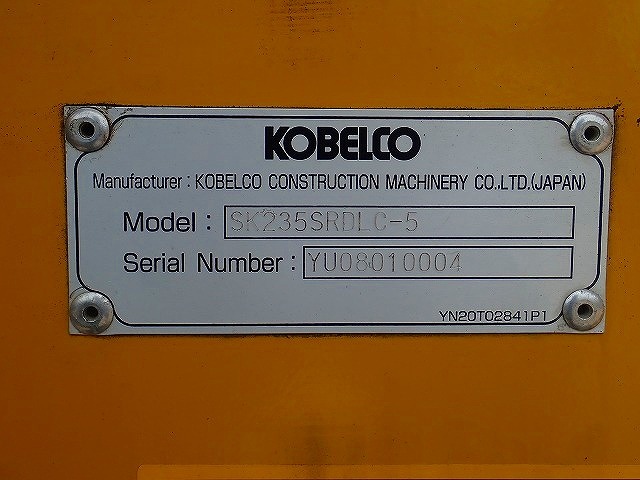 KOBELCO
Manufacturer : KOBELCO CONSTRUCTION MACHINERY CO.,LTD.(JAPAN)
Model : SK235SRDLC-5
Serial Number : YU08010004
YN20T02841P1